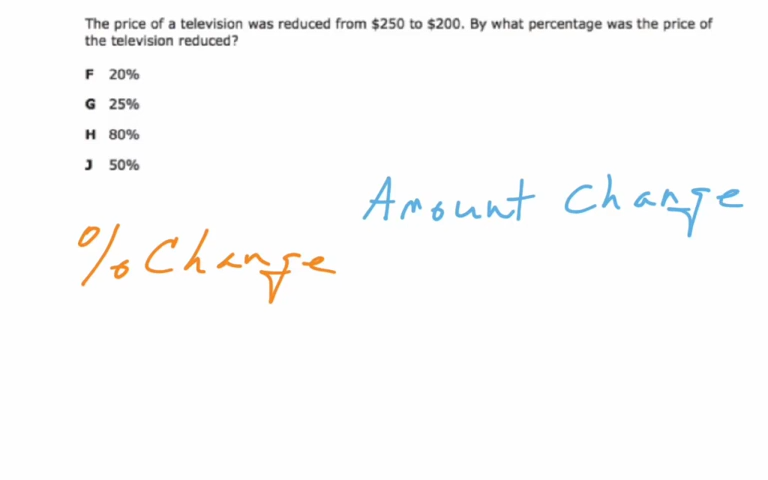 The price of a television was reduced from $250 to $200. By what percentage was the price of
the television reduced?
F 20%
G 25%
H 80%
J 50%
Amount Change
% Change